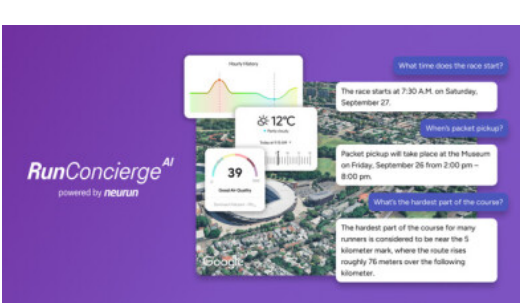 RunConcierge AI
powered by neurun
Hourly History
12°C
Partly cloudy
39
Good Air Quality
Google
What time does the race start?
The race starts at 7:30 A.M. on Saturday,
September 27.
When's packet pickup?
Packet pickup will take place at the Museum
on Friday, September 26 from 2:00 pm –
8:00 pm.
What's the hardest part of the course?
The hardest part of the course for many
runners is considered to be near the 5
kilometer mark, where the route rises
roughly 76 meters over the following
kilometer.